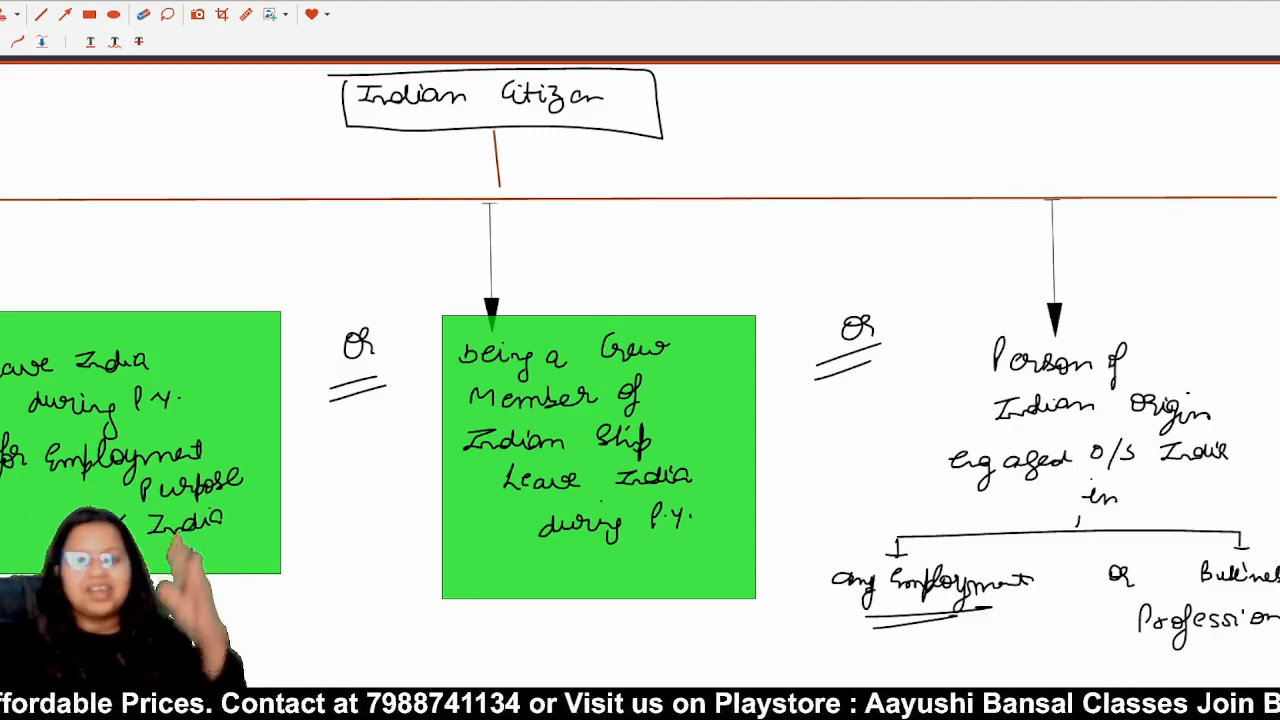 Indian Citizen
Leave India
during P.Y.
for Employment
Purpose
India
OR
being a Crew
Member of
Indian Ship
Leave India
during P.Y.
OR
Person of
Indian Origin
engaged O/S India
in
any Employment
OR
Profession
ffordable Prices. Contact at 7988741134 or Visit us on Playstore : Aayushi Bansal Classes Join B